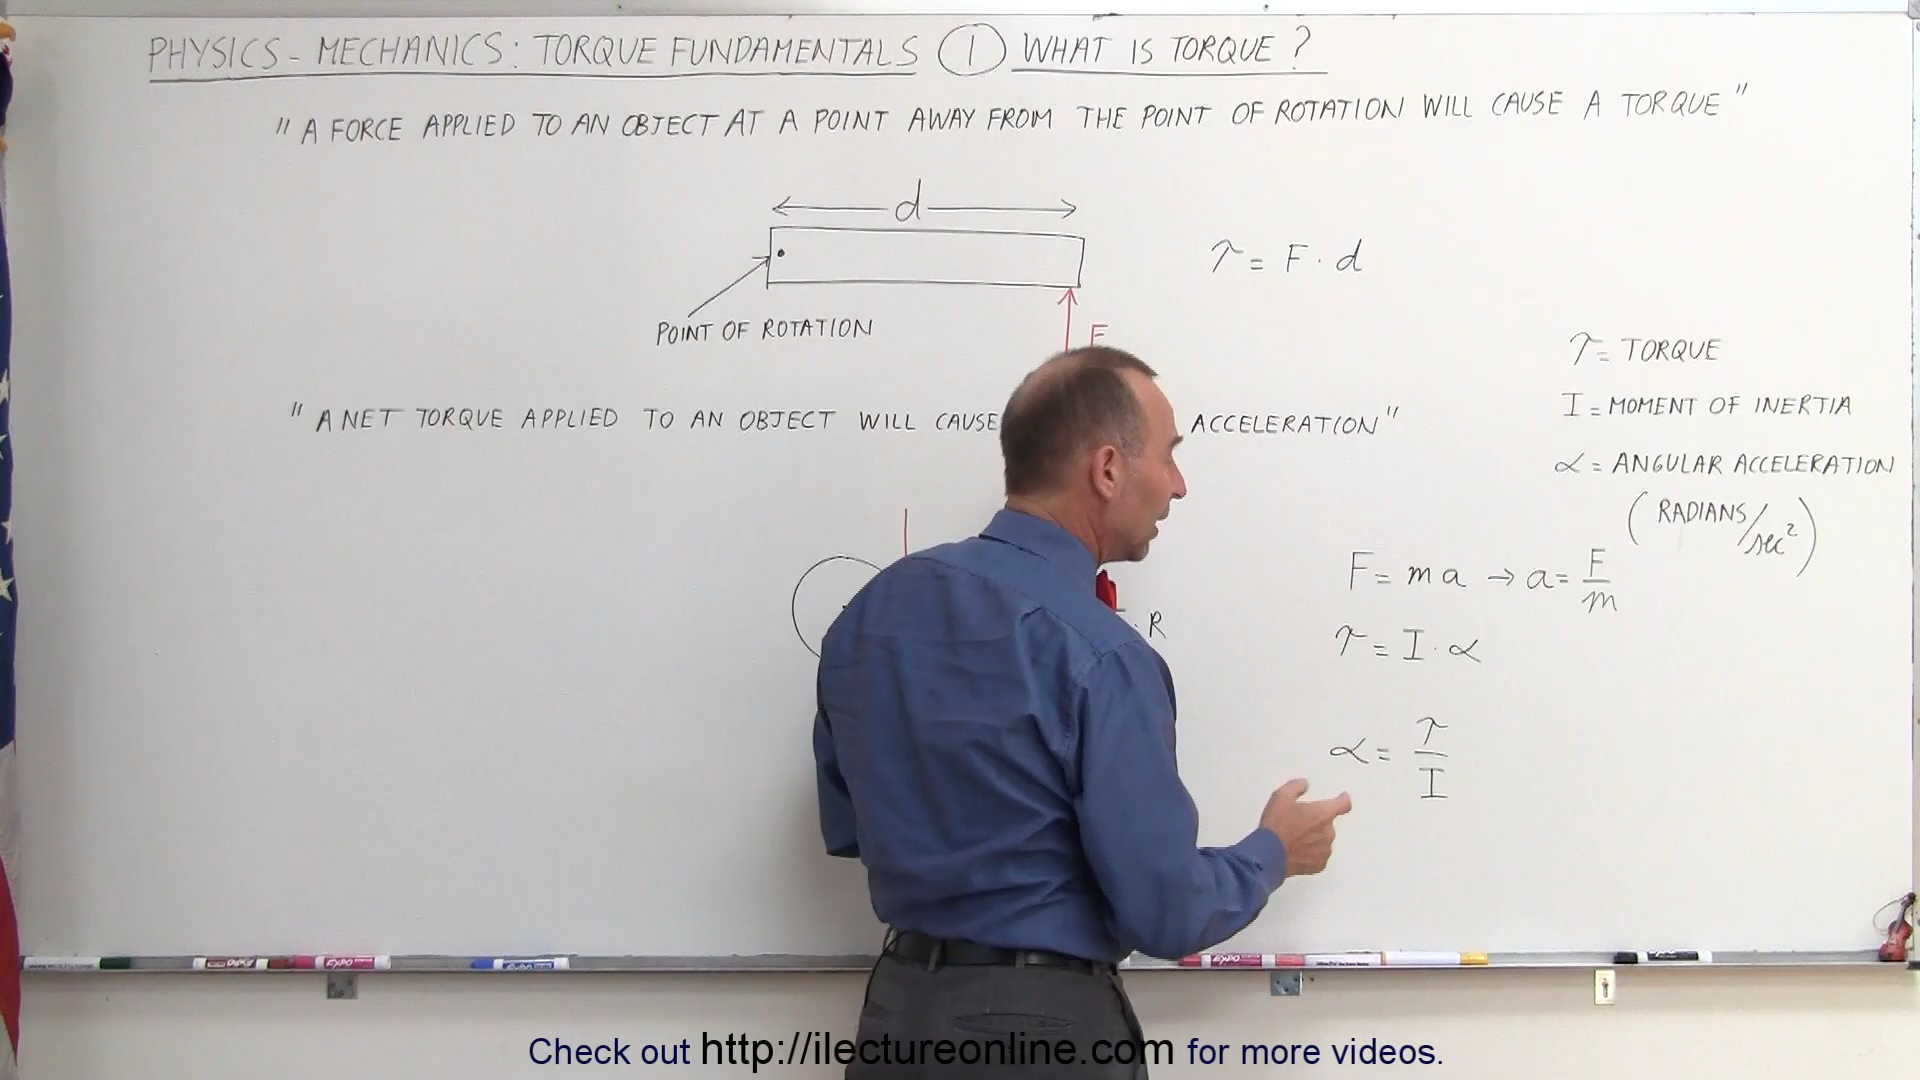 PHYSICS - MECHANICS: TORQUE FUNDAMENTALS ① WHAT IS TORQUE?
"A FORCE APPLIED TO AN OBJECT AT A POINT AWAY FROM THE POINT OF ROTATION WILL CAUSE A TORQUE"
d
τ = F · d
POINT OF ROTATION
F
τ = TORQUE
I = MOMENT OF INERTIA
"A NET TORQUE APPLIED TO AN OBJECT WILL CAUSE ACCELERATION"
α = ANGULAR ACCELERATION
(RADIANS/sec²)
F = ma → a = F/m
· R
τ = I · α
α = τ/I
EXPO
Check out http://ilectureonline.com for more videos.